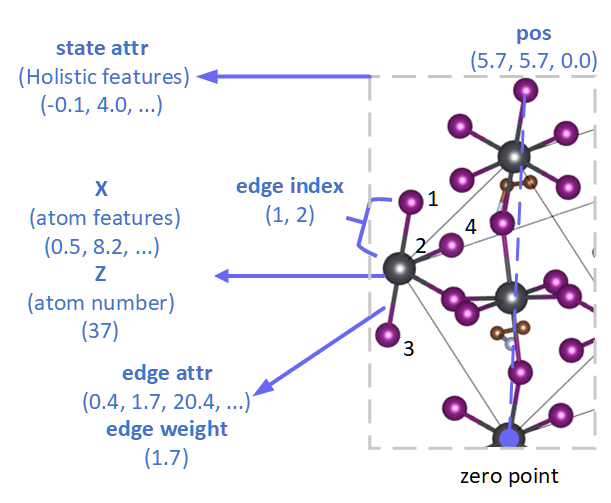 state attr
(Holistic features)
(-0.1, 4.0, ...)
pos
(5.7, 5.7, 0.0)
X
(atom features)
(0.5, 8.2, ...)
Z
(atom number)
(37)
edge index
(1, 2)
1
2
4
3
edge attr
(0.4, 1.7, 20.4, ...)
edge weight
(1.7)
zero point